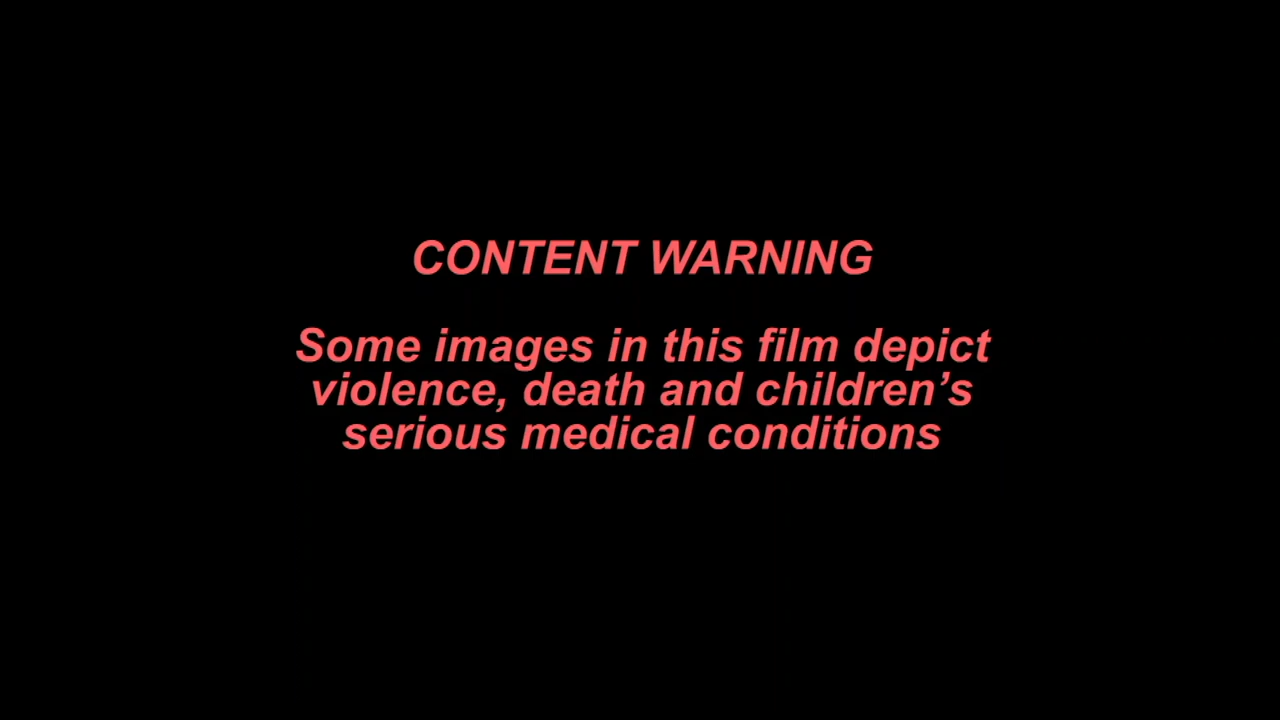 CONTENT WARNING
Some images in this film depict
violence, death and children’s
serious medical conditions